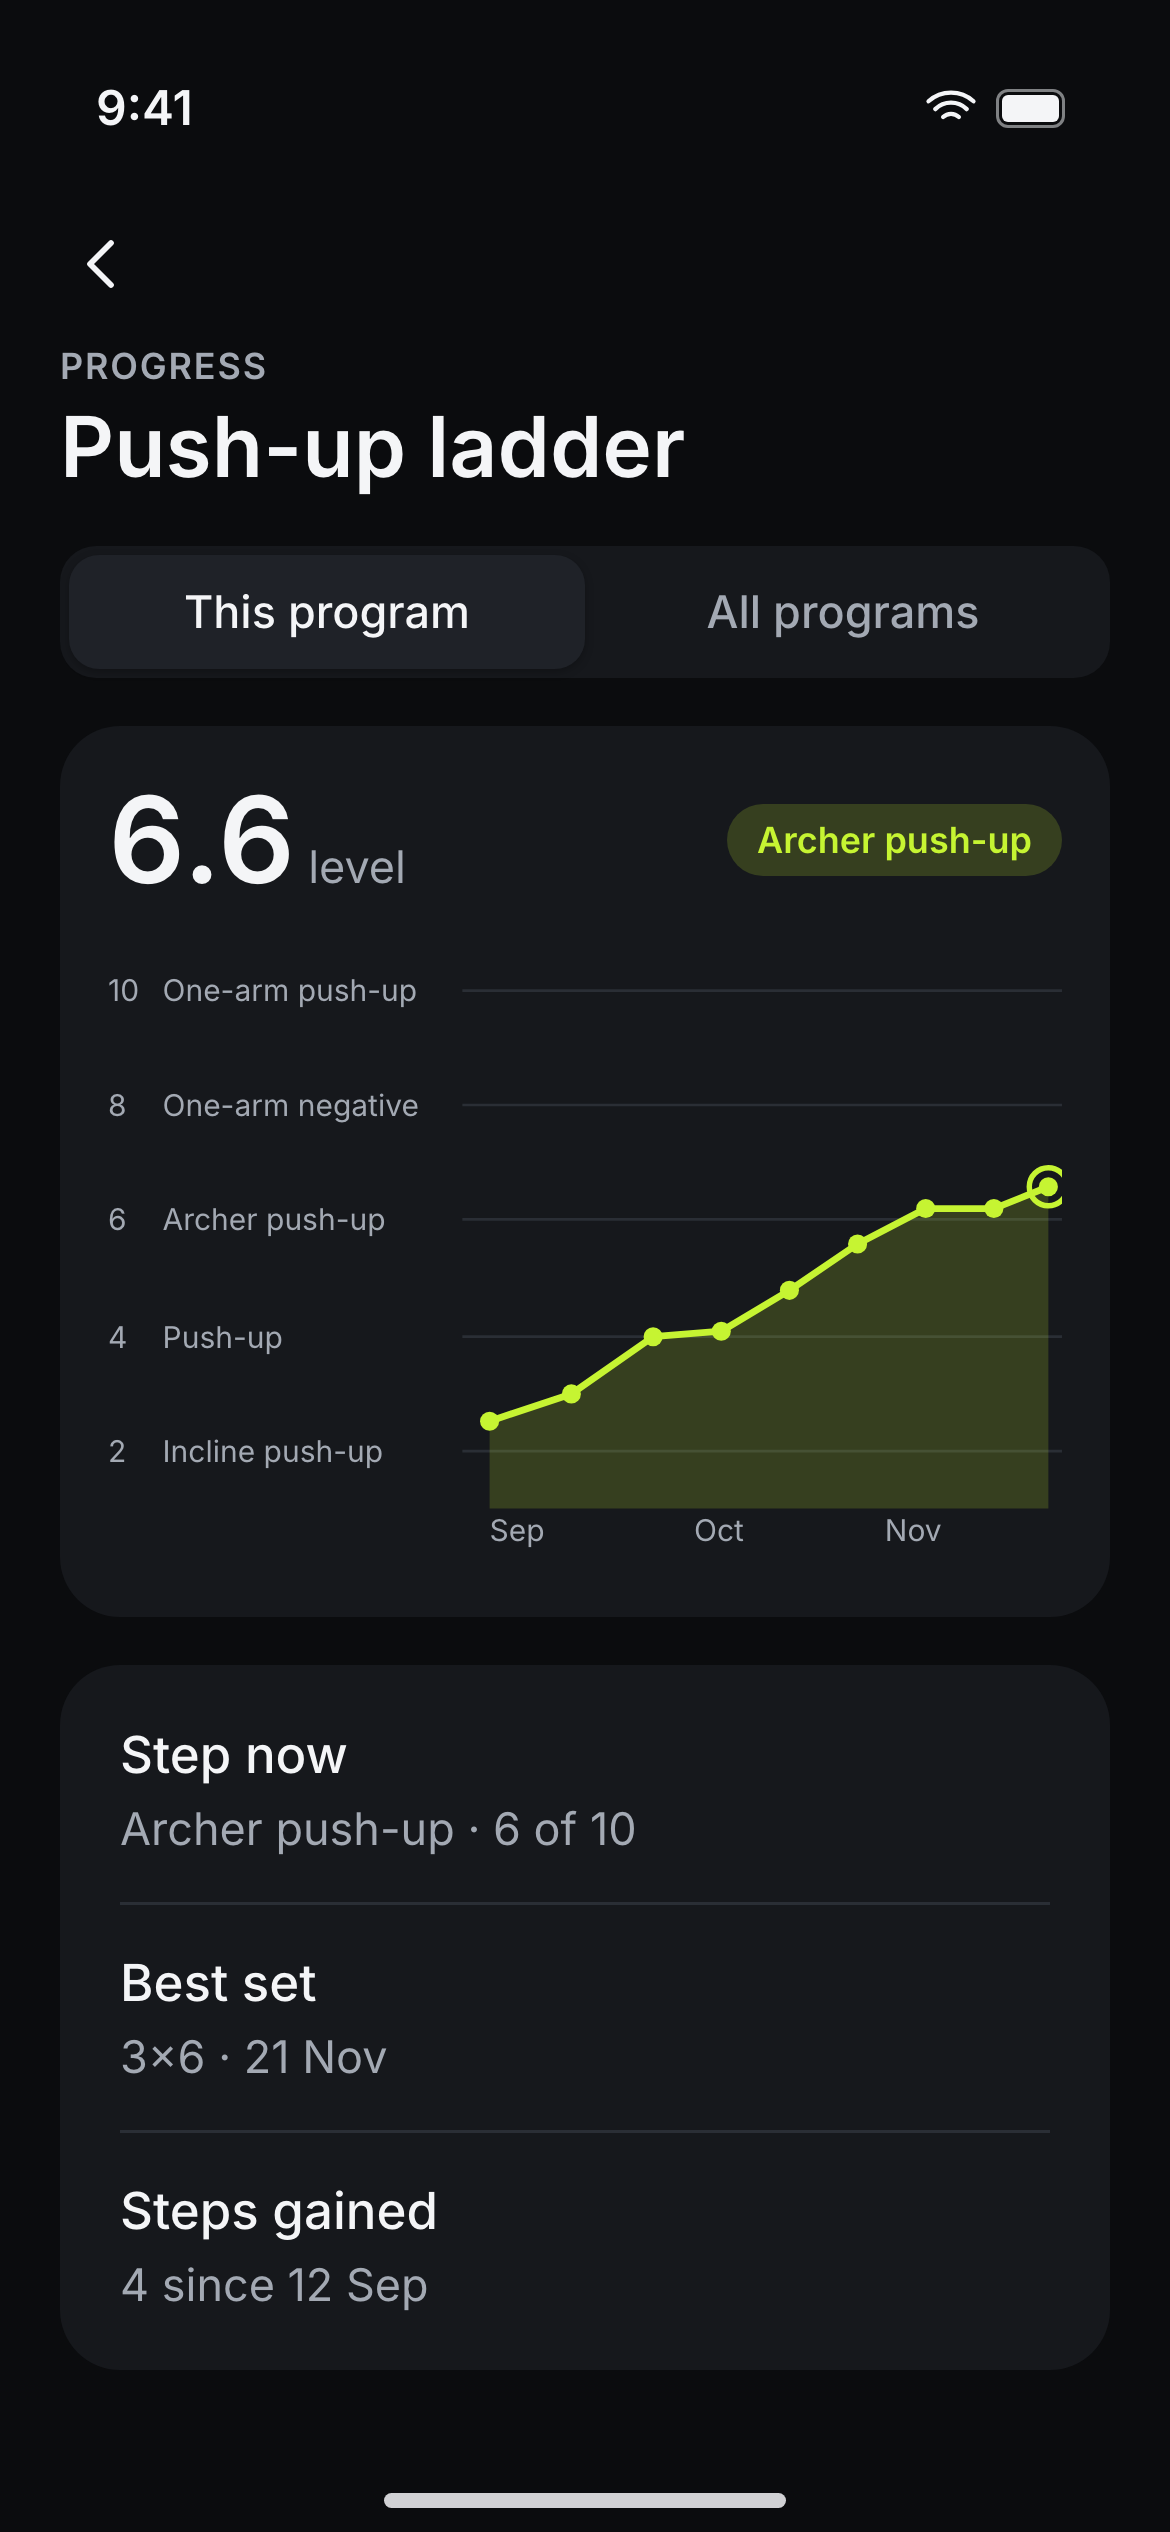 9:41
PROGRESS
Push-up ladder
This program
All programs
6.6 level
Archer push-up
10 One-arm push-up
8 One-arm negative
6 Archer push-up
4 Push-up
2 Incline push-up
Sep Oct Nov
Step now
Archer push-up · 6 of 10
Best set
3×6 · 21 Nov
Steps gained
4 since 12 Sep